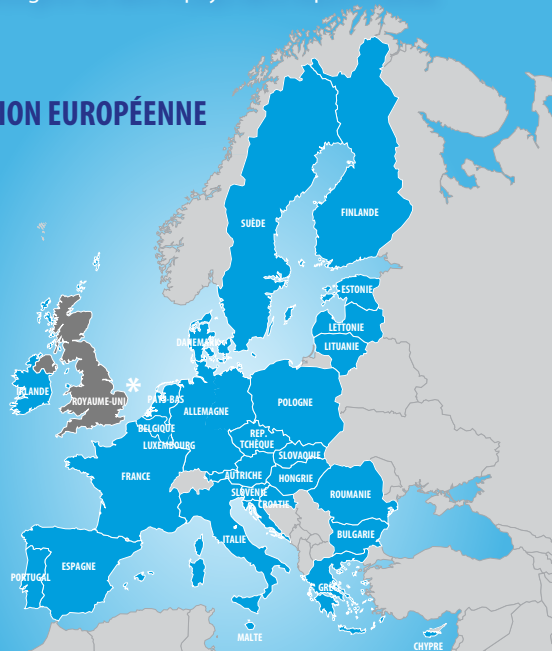 ION EUROPÉENNE
FINLANDE
SUÈDE
ESTONIE
LETTONIE
LITUANIE
DANEMARK
IRLANDE
ROYAUME-UNI
*
PAYS-BAS
ALLEMAGNE
POLOGNE
BELGIQUE
LUXEMBOURG
REP.
TCHÈQUE
SLOVAQUIE
FRANCE
AUTRICHE
HONGRIE
SLOVÉNIE
CROATIE
ROUMANIE
ITALIE
BULGARIE
PORTUGAL
ESPAGNE
GRÈCE
MALTE
CHYPRE